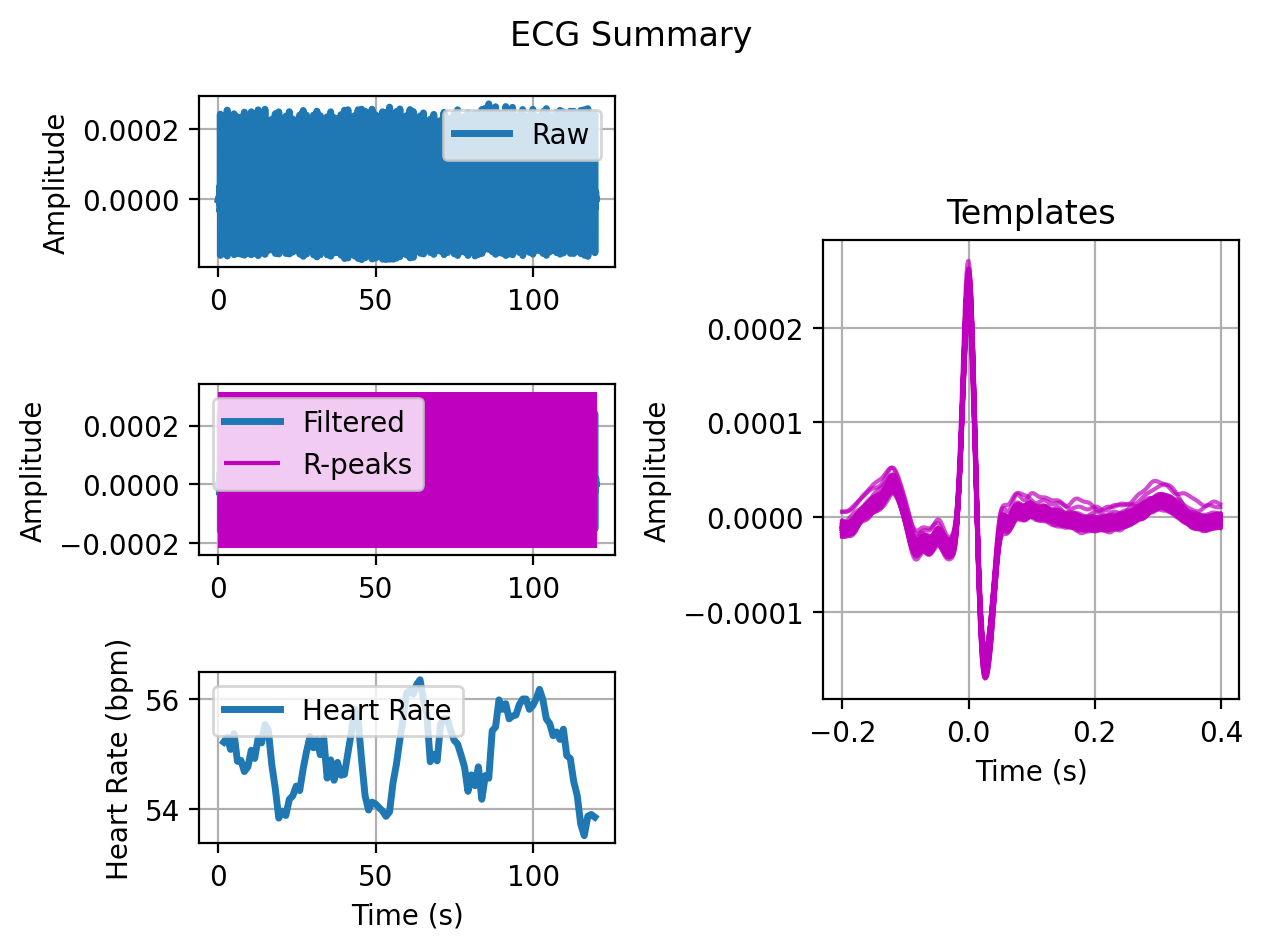 ECG Summary
Amplitude
0.0002
0.0000
Raw
0
50
100
Amplitude
0.0002
0.0000
−0.0002
Filtered
R-peaks
0
50
100
Heart Rate (bpm)
56
54
Heart Rate
0
50
100
Time (s)
Templates
Amplitude
0.0002
0.0001
0.0000
−0.0001
−0.2
0.0
0.2
0.4
Time (s)